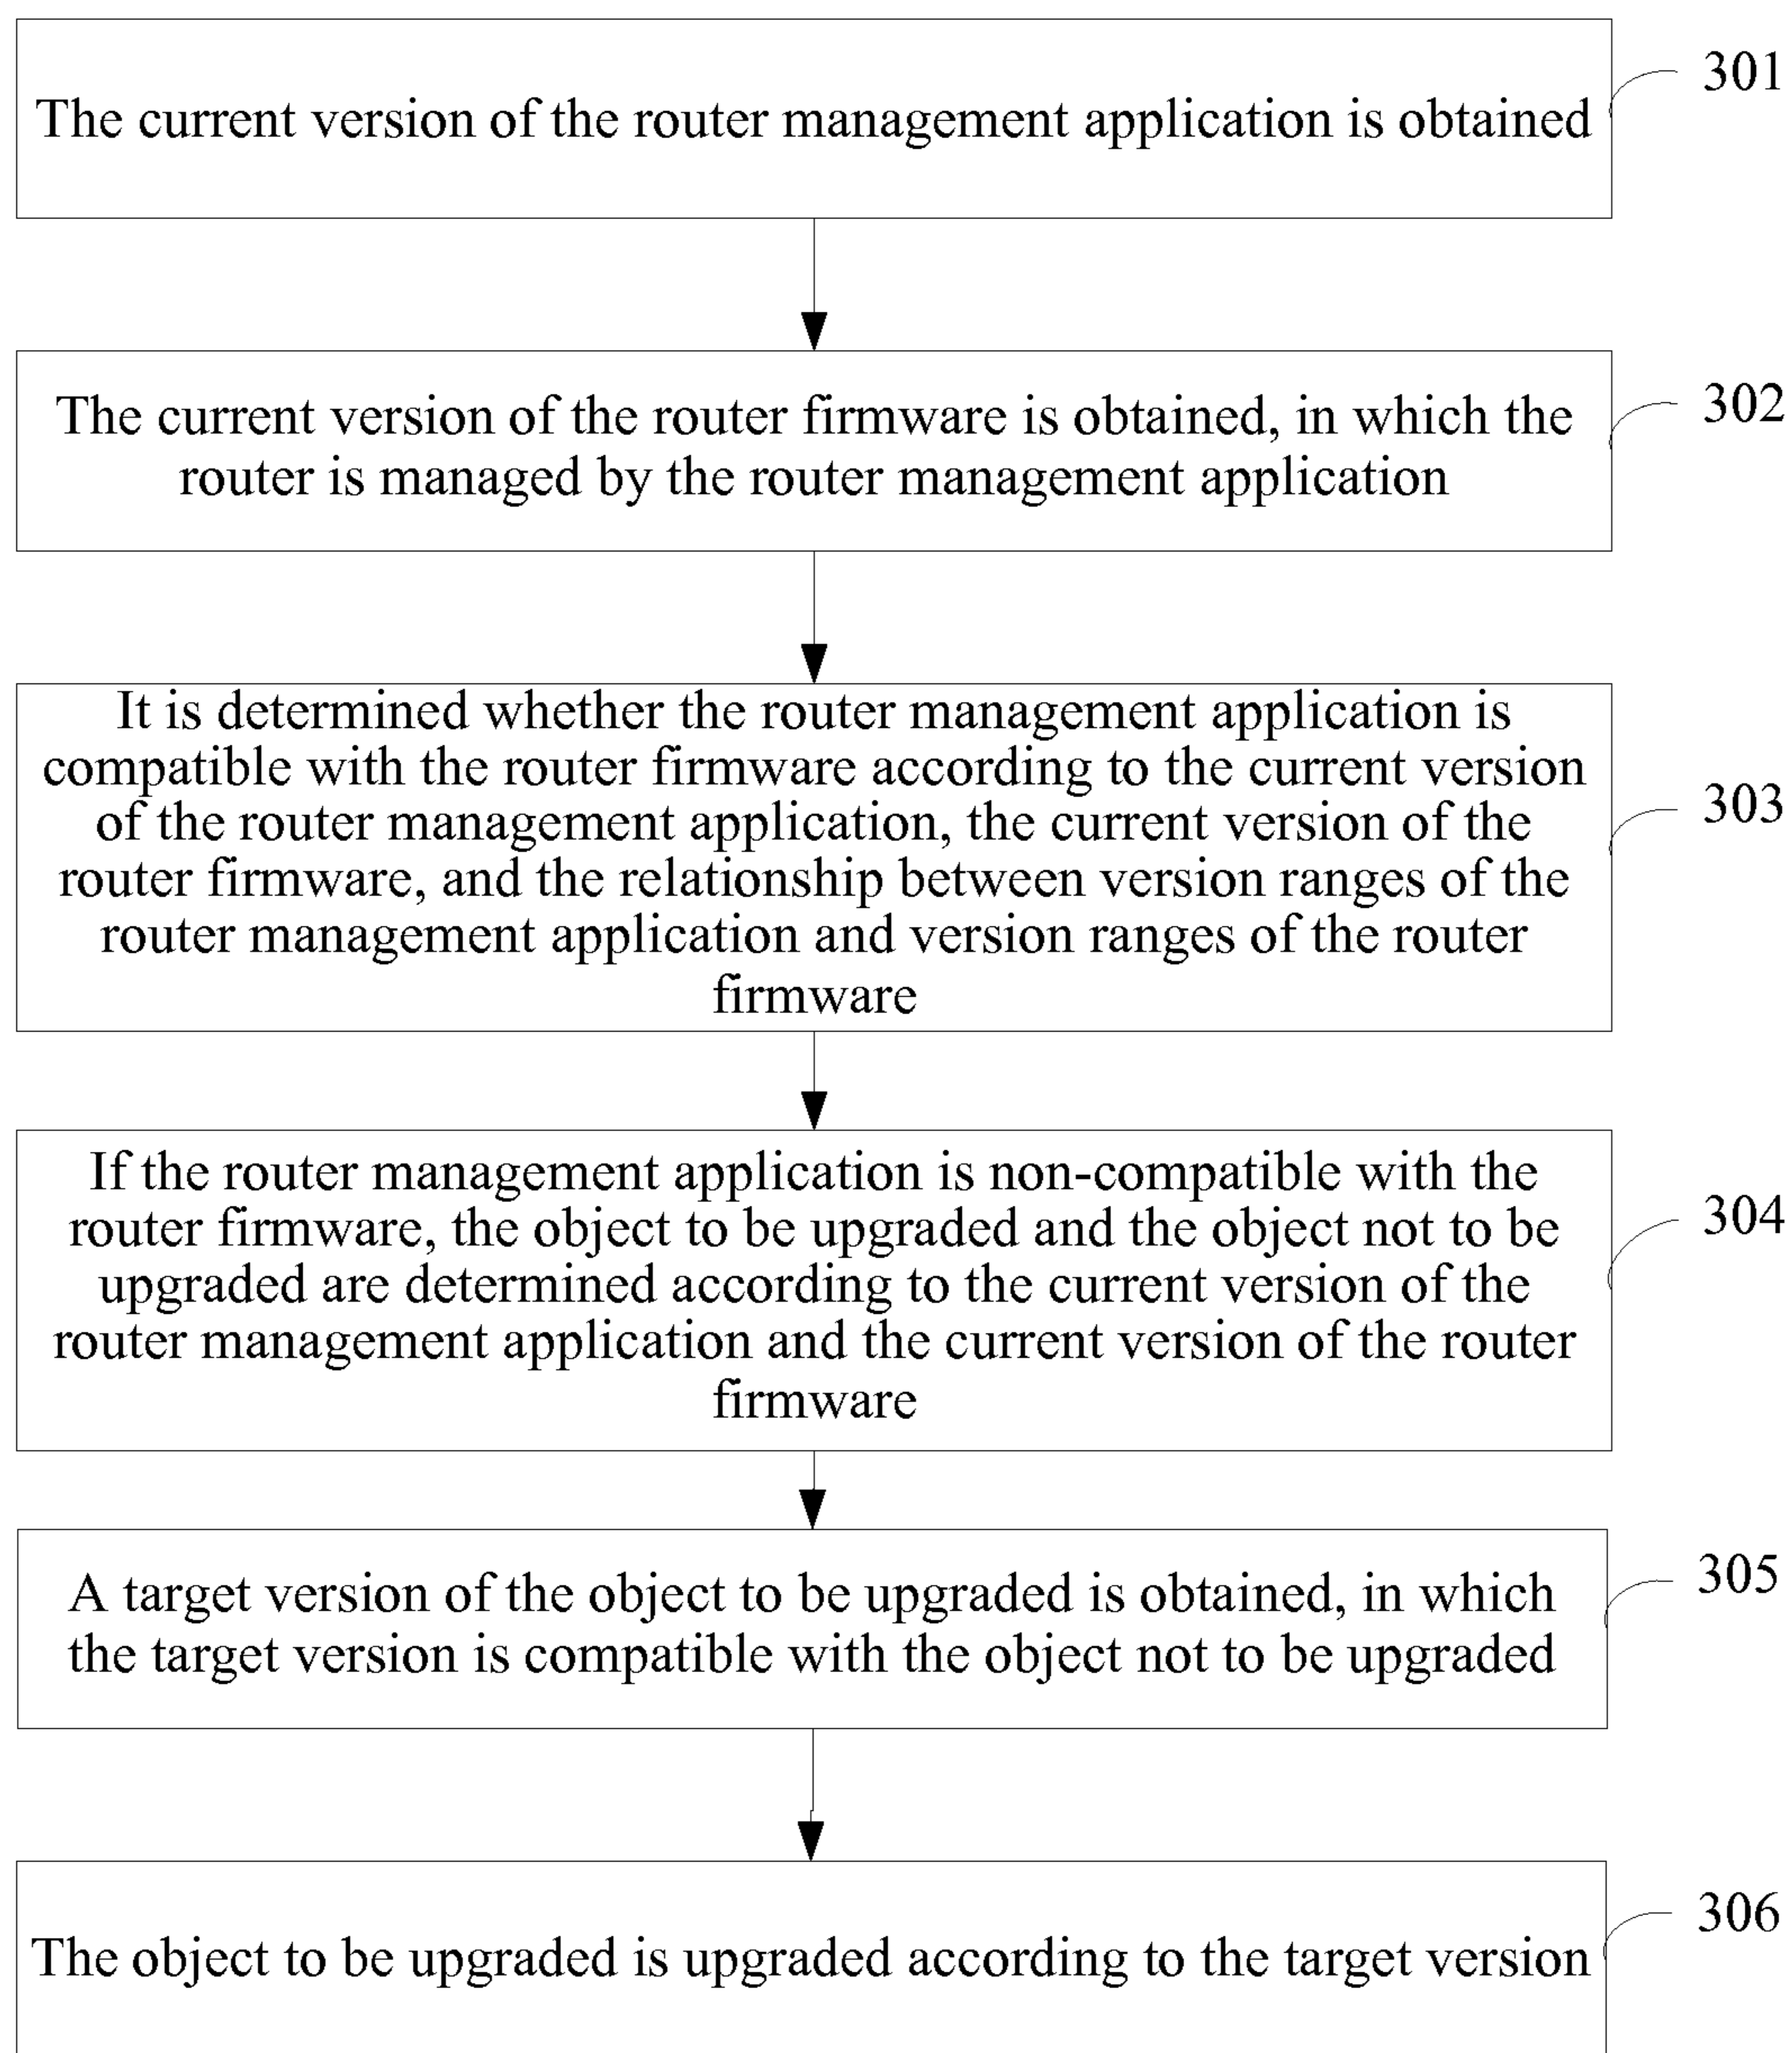 The current version of the router management application is obtained
301
The current version of the router firmware is obtained, in which the
router is managed by the router management application
302
It is determined whether the router management application is
compatible with the router firmware according to the current version
of the router management application, the current version of the
router firmware, and the relationship between version ranges of the
router management application and version ranges of the router
firmware
303
If the router management application is non-compatible with the
router firmware, the object to be upgraded and the object not to be
upgraded are determined according to the current version of the
router management application and the current version of the router
firmware
304
A target version of the object to be upgraded is obtained, in which
the target version is compatible with the object not to be upgraded
305
The object to be upgraded is upgraded according to the target version
306